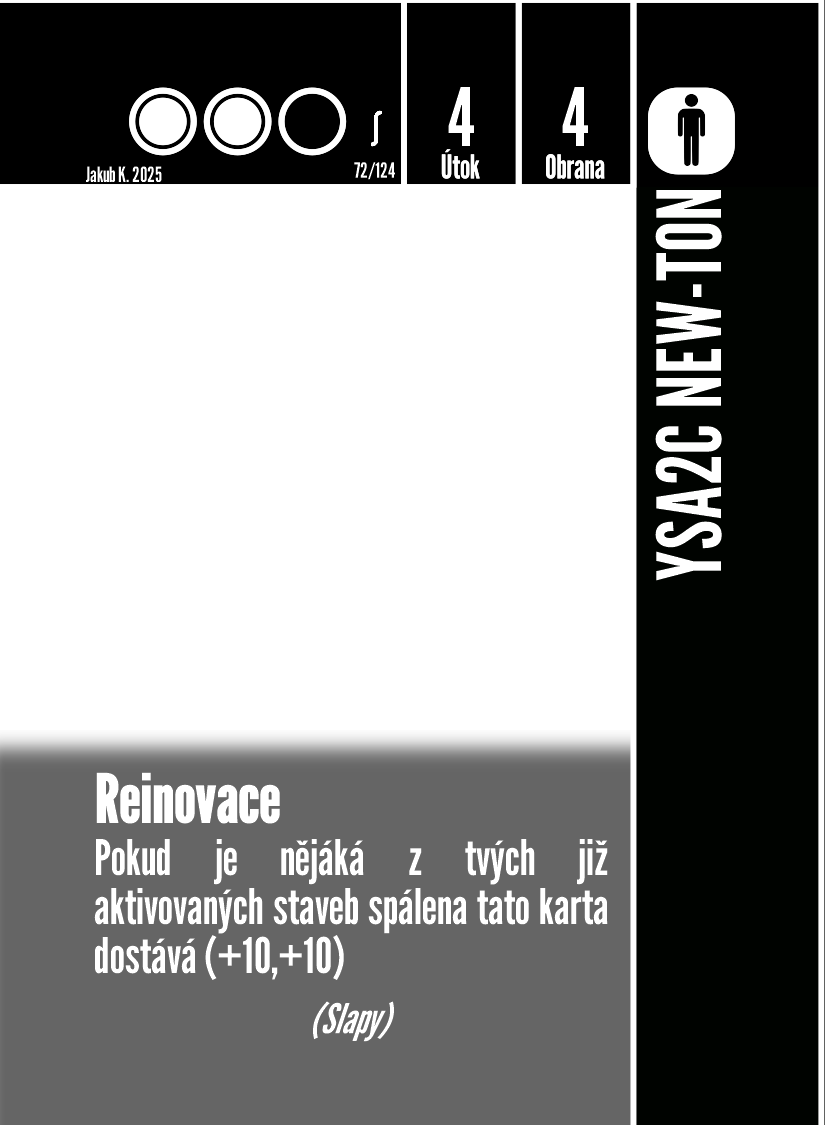 ʃ
Jakub K. 2025
72/124
4
Útok
4
Obrana
YSA2C NEW-TON
Reinovace
Pokud je nějáká z tvých již
aktivovaných staveb spálena tato karta
dostává (+10,+10)
(Slapy)